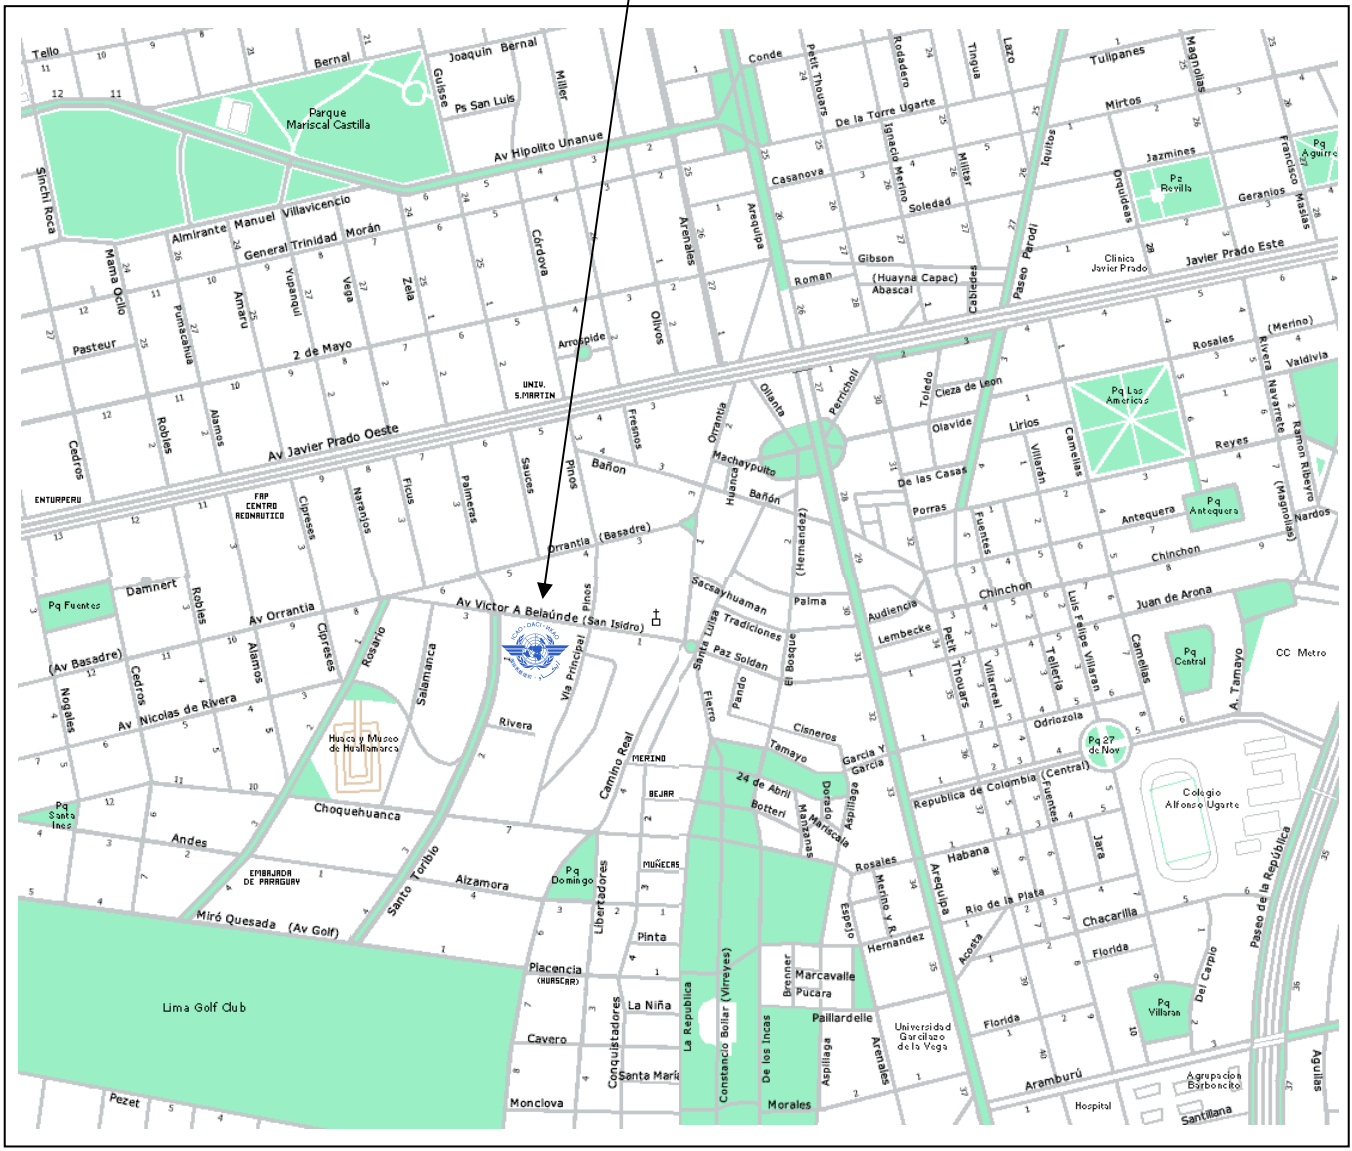 Tello
Bernal
Joaquin Bernal
Guisse
Ps San Luis
Miller
Conde
Petit Thouars
Rodadero
Tingua
Lazo
Tulipanes
Magnolias
Mirtos
Parque
Mariscal Castilla
Av Hipolito Unanue
De la Torre Ugarte
Ignacio Merino
Militar
Iquitos
Jazmines
Francisco Masias
Pq
Aguirre
Sinchi Roca
Casanova
Orquideas
Pz
Revilla
Geranios
Almirante Manuel Villavicencio
General Trinidad Morán
Soledad
Arequipa
Arenales
Córdova
Mama Ocllo
Pumacahua
Amaru
Yupanqui
Vega
Zela
Gibson
Roman
(Huayna Capac)
Abascal
Cabiedes
Paseo Parodi
Clinica
Javier Prado
Javier Prado Este
Pasteur
2 de Mayo
Arrospide
Olivos
Rosales
(Merino)
Rivera Navarrete
Valdivia
UNIV.
S.MARTIN
Ollanta
Perricholi
Toledo
Cieza de Leon
Pq Las
Americas
Cedros
Robles
Alamos
Av Javier Prado Oeste
Fresnos
Orrantia
Olavide
Lirios
Villarán
Camelias
Reyes
Ramon Ribeyro
Machaypuito
Bañon
Huanca
Bañón
De las Casas
Porras
ENTURPERU
FAP
CENTRO
AEONAUTICO
Cipreses
Naranjos
Ficus
Palmeras
Sauces
Pinos
Pq
Antequera
Antequera
(Magnolias)
Nardos
Orrantia (Basadre)
(Hernandez)
Fuentes
Chinchon
Chinchon
Pq Fuentes
Damnert
Robles
Av Orrantia
Av Victor A Belaúnde (San Isidro)
Pinos
Sacsayhuaman
Palma
Audiencia
Juan de Arona
Luis Felipe Villaran
Tradiciones
Lembecke
Petit Thouars
Villarreal
Telleria
Camelias
Pq
Central
A. Tamayo
CC Metro
(Av Basadre)
Alamos
Cipreses
Rosario
Salamanca
ICAO · OACI · ИКАО
Via Principal
Santa Luisa
Paz Soldan
El Bosque
Nogales
Cedros
Av Nicolas de Rivera
Rivera
Fierro
Pando
Cisneros
Odriozola
Huaca y Museo
de Huallamarca
Camino Real
MERINO
Tamayo
Garcia Y
Garcia
Pq 27
de Nov
24 de Abril
BEJAR
Botteri
Dorado
Aspillaga
Republica de Colombia (Central)
Fuentes
Colegio
Alfonso Ugarte
Pq
Santa
Ines
Choquehuanca
Manzanas
Mariscala
Andes
MUÑECAS
Rosales
Habana
Jara
EMBAJADA
DE PARAGUAY
Santo Toribio
Alzamora
Pq
Domingo
Libertadores
Merino y R.
Arequipa
Rio de la Plata
Miró Quesada (Av Golf)
Espejo
Chacarilla
Paseo de la República
Pinta
Hernandez
Acosta
Florida
Del Carpio
Placencia
(HUASCAR)
Brenner
Marcavalle
Pucara
Lima Golf Club
La Republica
Constancio Bollar (Virreyes)
La Niña
Conquistadores
De los Incas
Paillardelle
Universidad
Garcilazo
de la Vega
Florida
Pq
Villaran
Cavero
Aspillaga
Arenales
Santa María
Aramburú
Agrupacion
Barboncito
Aguilas
Pezet
Monclova
Morales
Hospital
Santillana